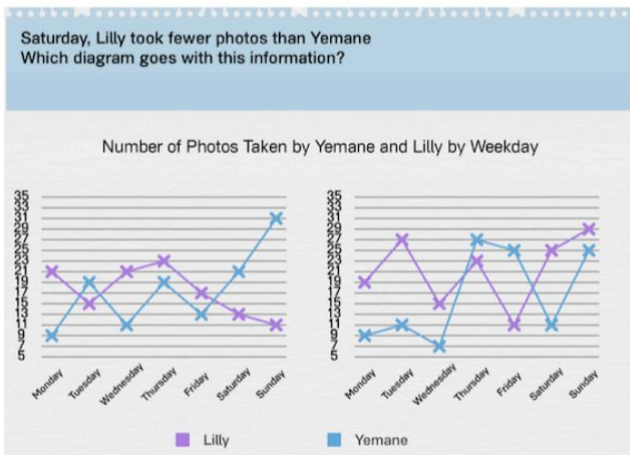 Saturday, Lilly took fewer photos than Yemane
Which diagram goes with this information?
Number of Photos Taken by Yemane and Lilly by Weekday
35
33
31
29
27
25
23
21
19
17
15
13
11
9
7
5
Monday
Tuesday
Wednesday
Thursday
Friday
Saturday
Sunday
35
33
31
29
27
25
23
21
19
17
15
13
11
9
7
5
Monday
Tuesday
Wednesday
Thursday
Friday
Saturday
Sunday
Lilly
Yemane